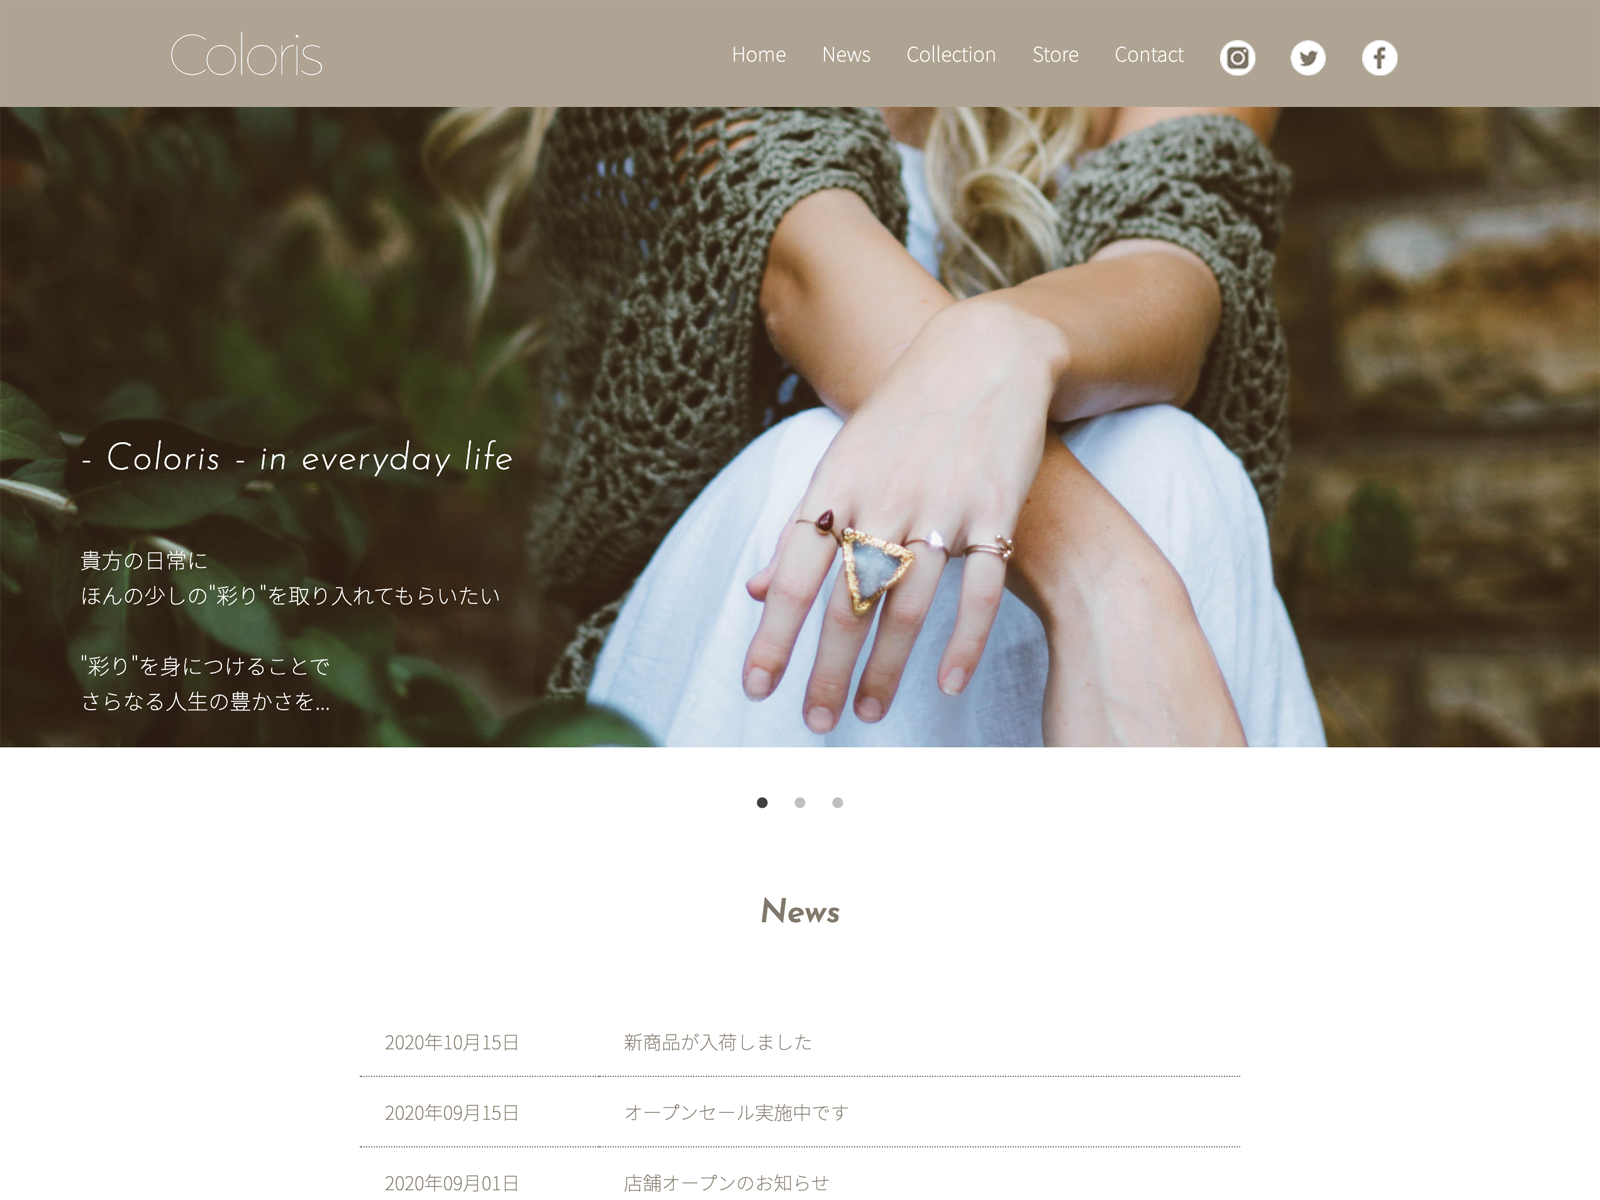 Coloris
Home News Collection Store Contact
- Coloris - in everyday life
貴方の日常に
ほんの少しの"彩り"を取り入れてもらいたい
"彩り"を身につけることで
さらなる人生の豊かさを...
News
2020年10月15日 新商品が入荷しました
2020年09月15日 オープンセール実施中です
2020年09月01日 店舗オープンのお知らせ